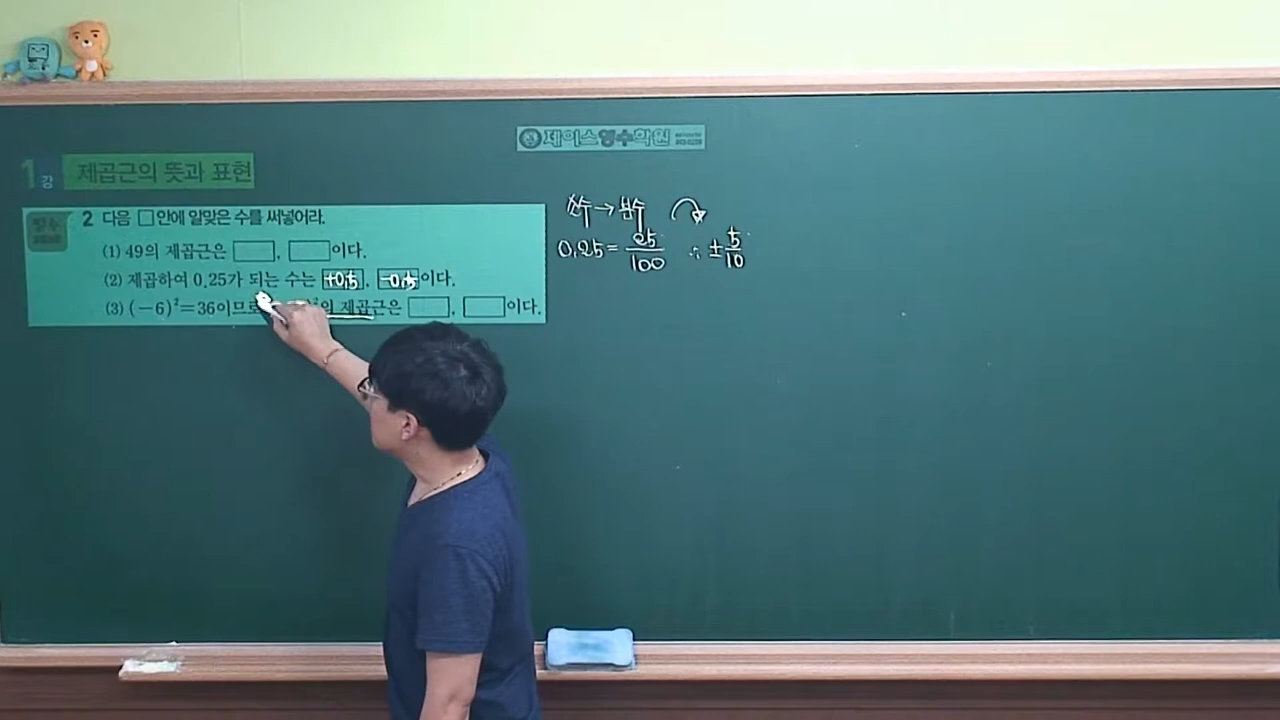 제이스영수학원
1강 제곱근의 뜻과 표현
2 다음 □안에 알맞은 수를 써넣어라.
(1) 49의 제곱근은 □, □이다.
(2) 제곱하여 0.25가 되는 수는 +0.5, -0.5이다.
(3) (-6)²=36이므로 의 제곱근은 □, □이다.
소수→분수
0.25=25/100 ∴ ±5/10